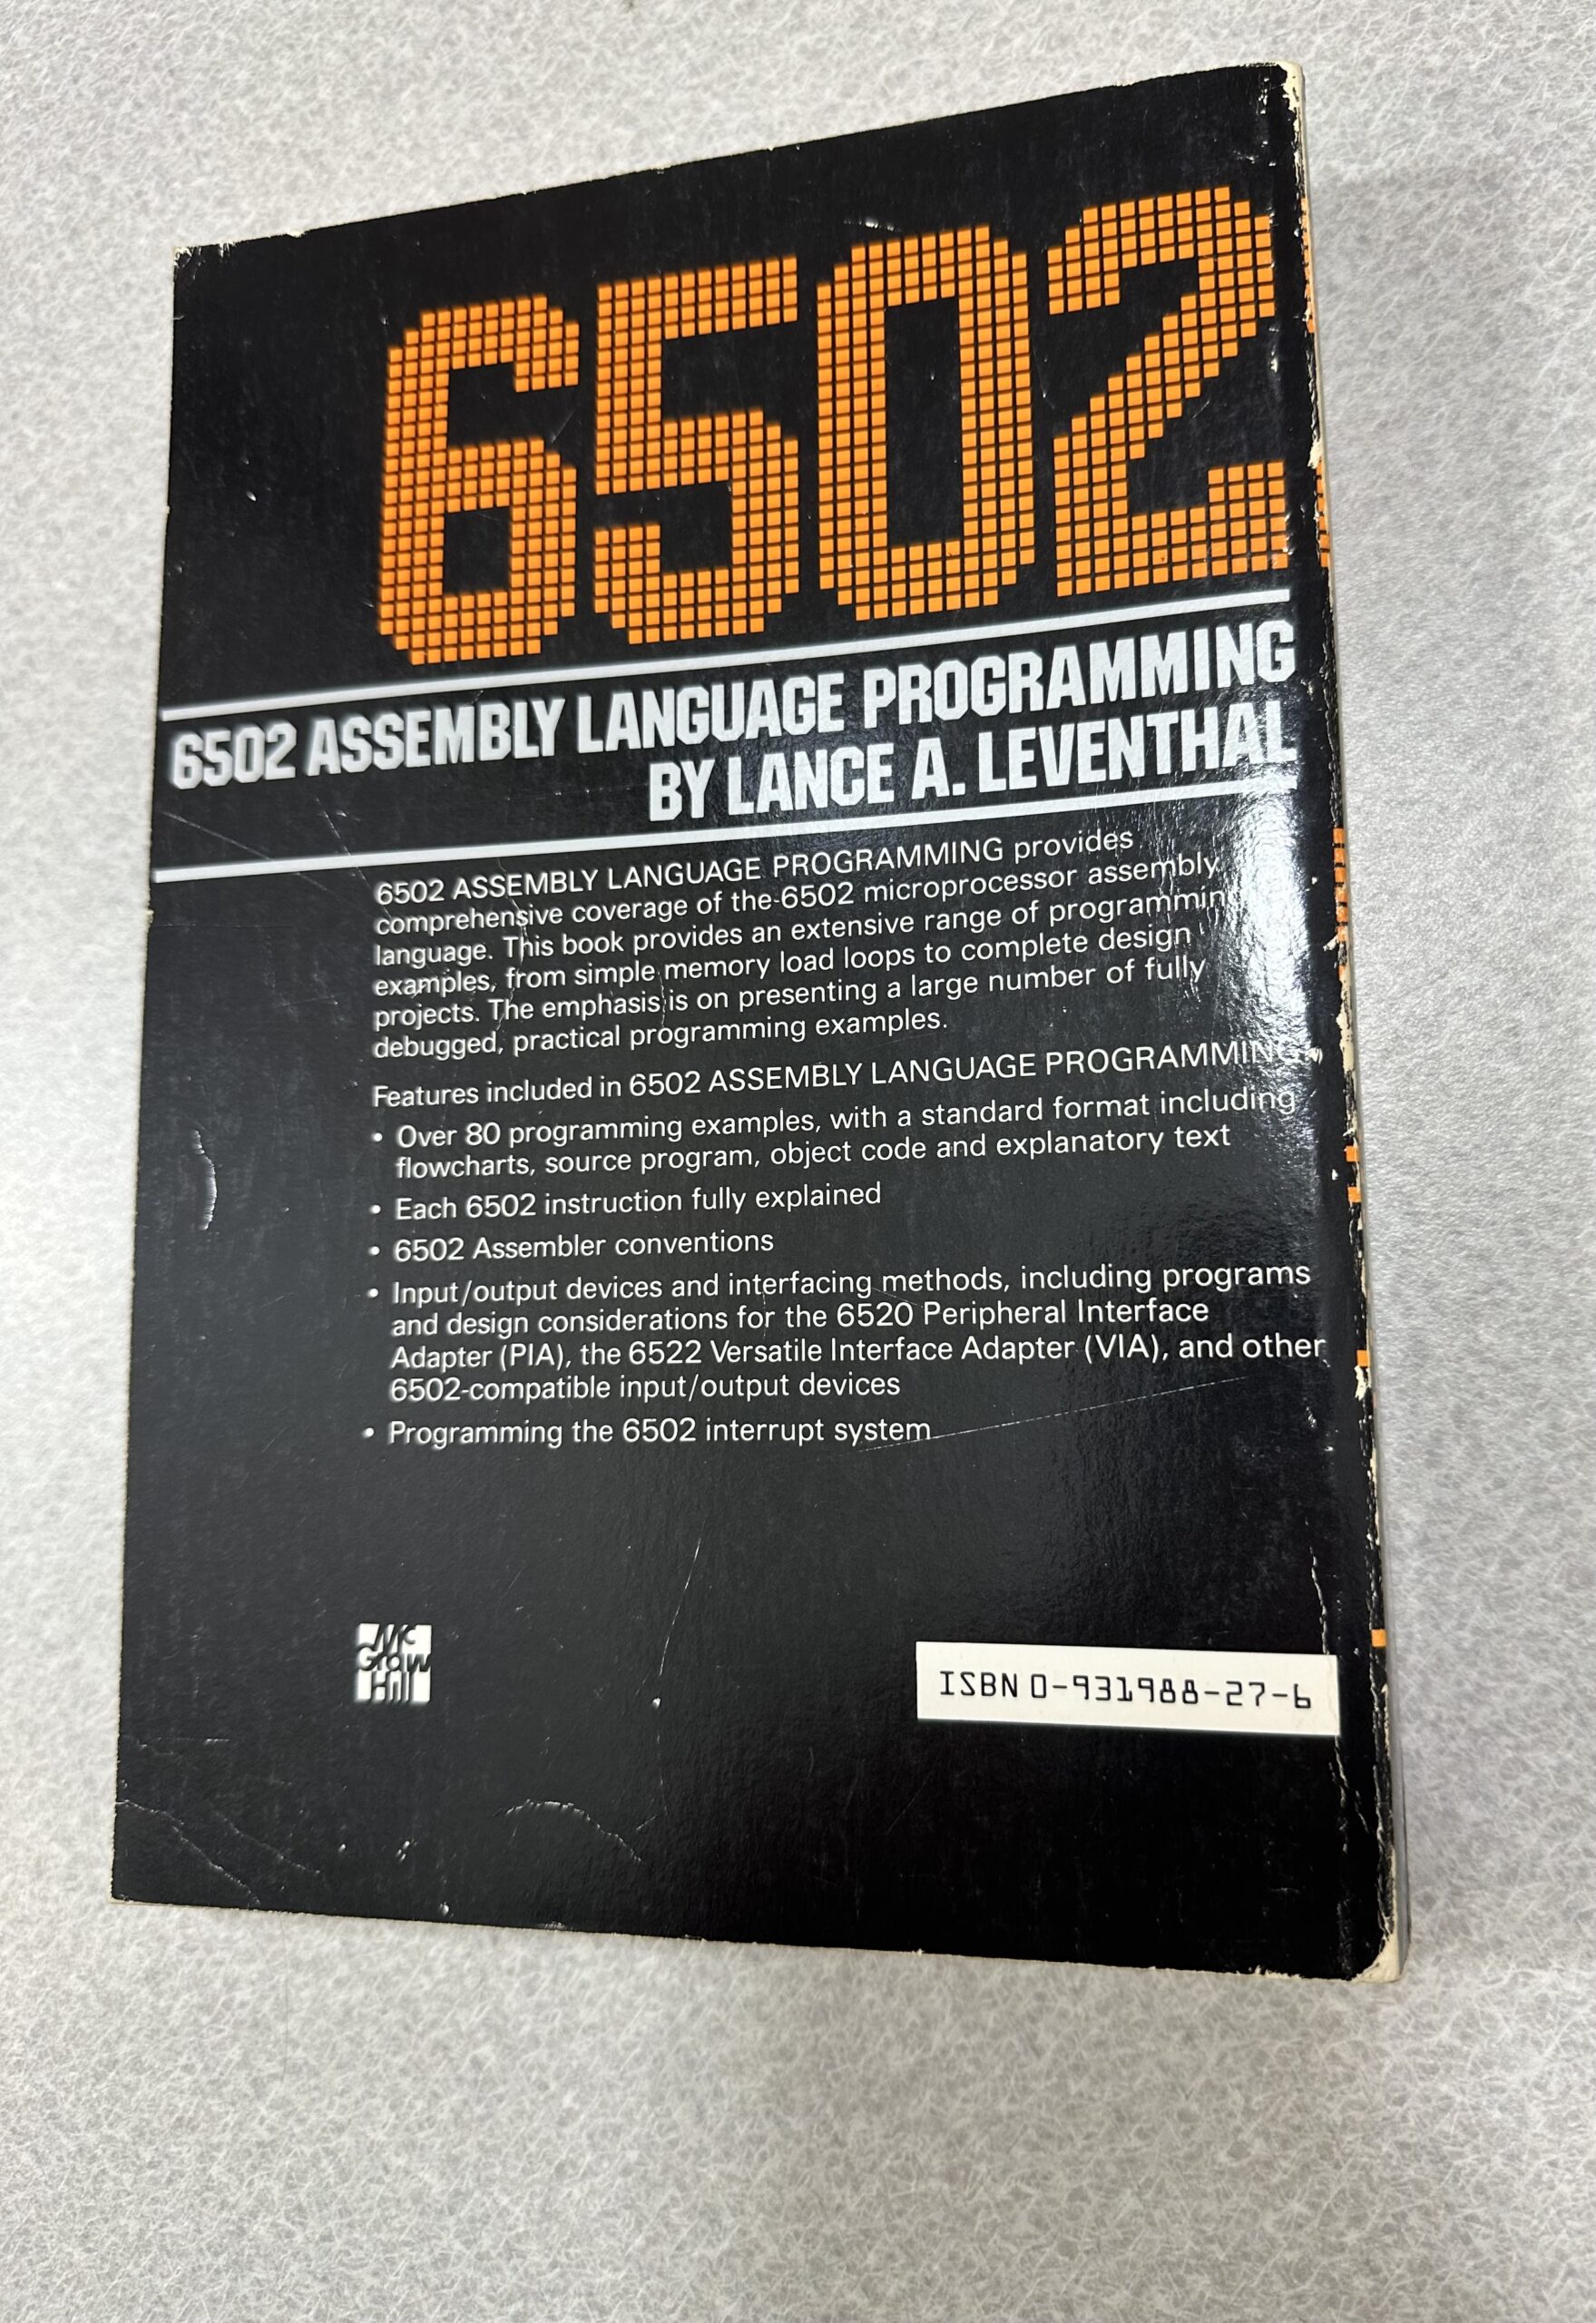 6502
6502 ASSEMBLY LANGUAGE PROGRAMMING
BY LANCE A. LEVENTHAL
6502 ASSEMBLY LANGUAGE PROGRAMMING provides
comprehensive coverage of the 6502 microprocessor assembly
language. This book provides an extensive range of programming
examples, from simple memory load loops to complete design
projects. The emphasis is on presenting a large number of fully
debugged, practical programming examples.
Features included in 6502 ASSEMBLY LANGUAGE PROGRAMMING:
• Over 80 programming examples, with a standard format including
flowcharts, source program, object code and explanatory text
• Each 6502 instruction fully explained
• 6502 Assembler conventions
• Input/output devices and interfacing methods, including programs
and design considerations for the 6520 Peripheral Interface
Adapter (PIA), the 6522 Versatile Interface Adapter (VIA), and other
6502-compatible input/output devices
• Programming the 6502 interrupt system
Mc
Graw
Hill
ISBN 0-931988-27-6